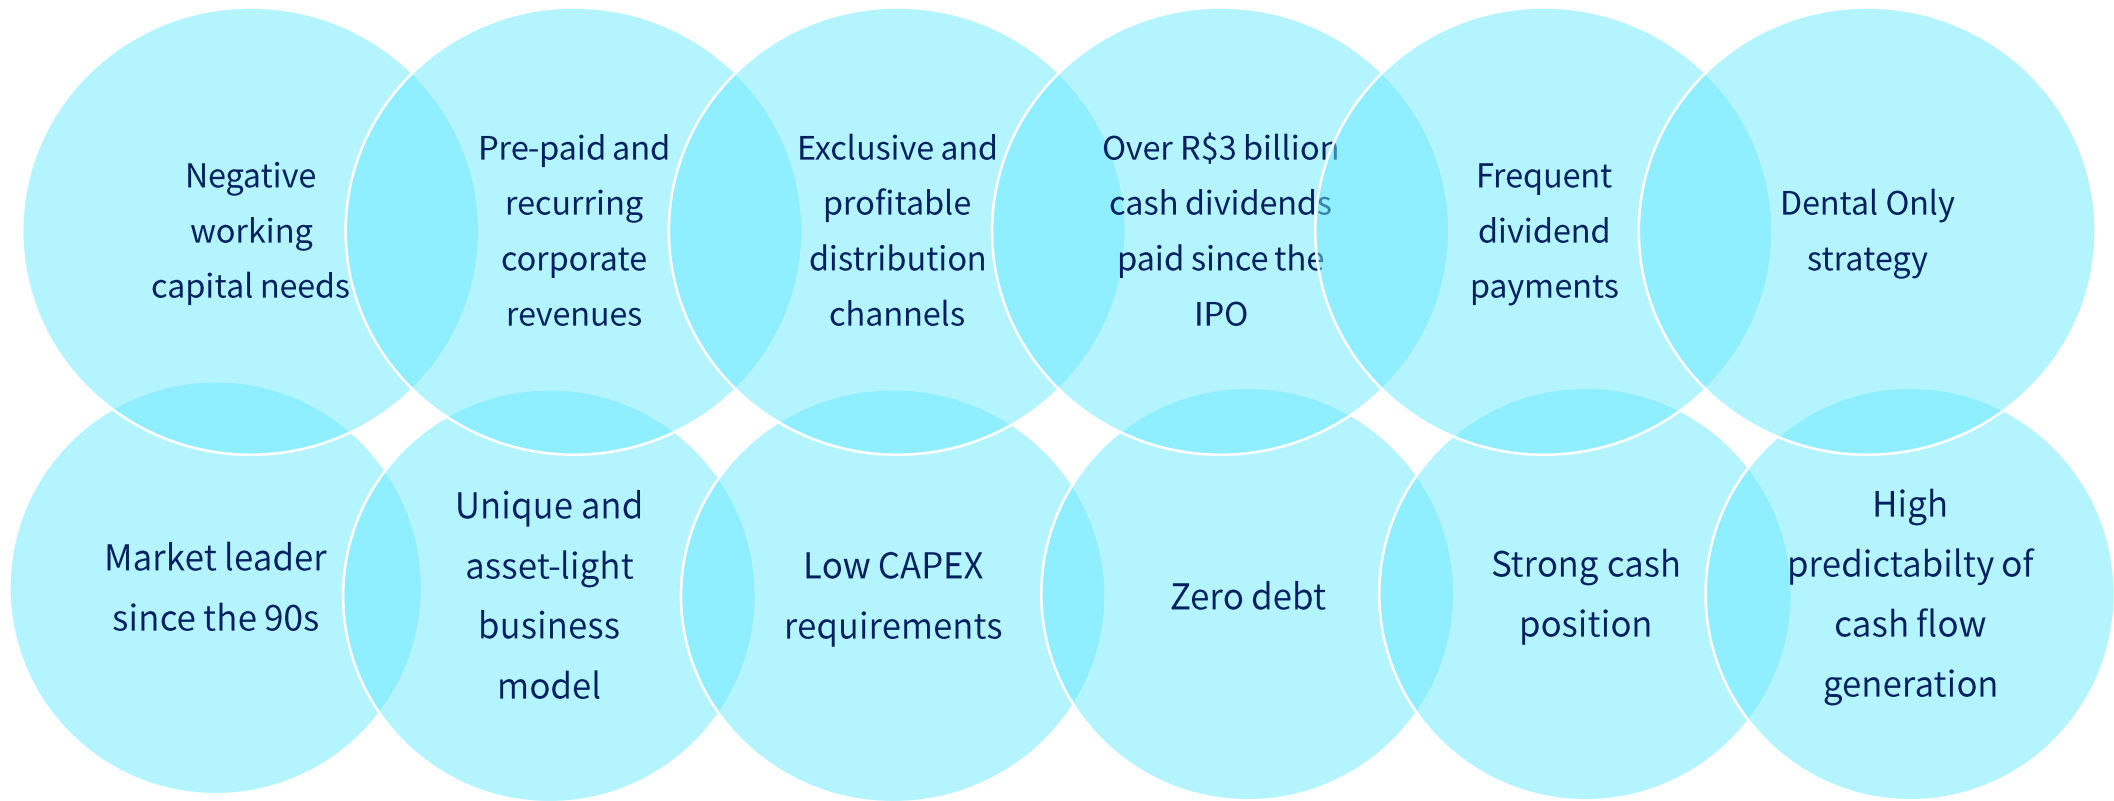 Negative
working
capital needs
Pre-paid and
recurring
corporate
revenues
Exclusive and
profitable
distribution
channels
Over R$3 billion
cash dividends
paid since the
IPO
Frequent
dividend
payments
Dental Only
strategy
Market leader
since the 90s
Unique and
asset-light
business
model
Low CAPEX
requirements
Zero debt
Strong cash
position
High
predictabilty of
cash flow
generation